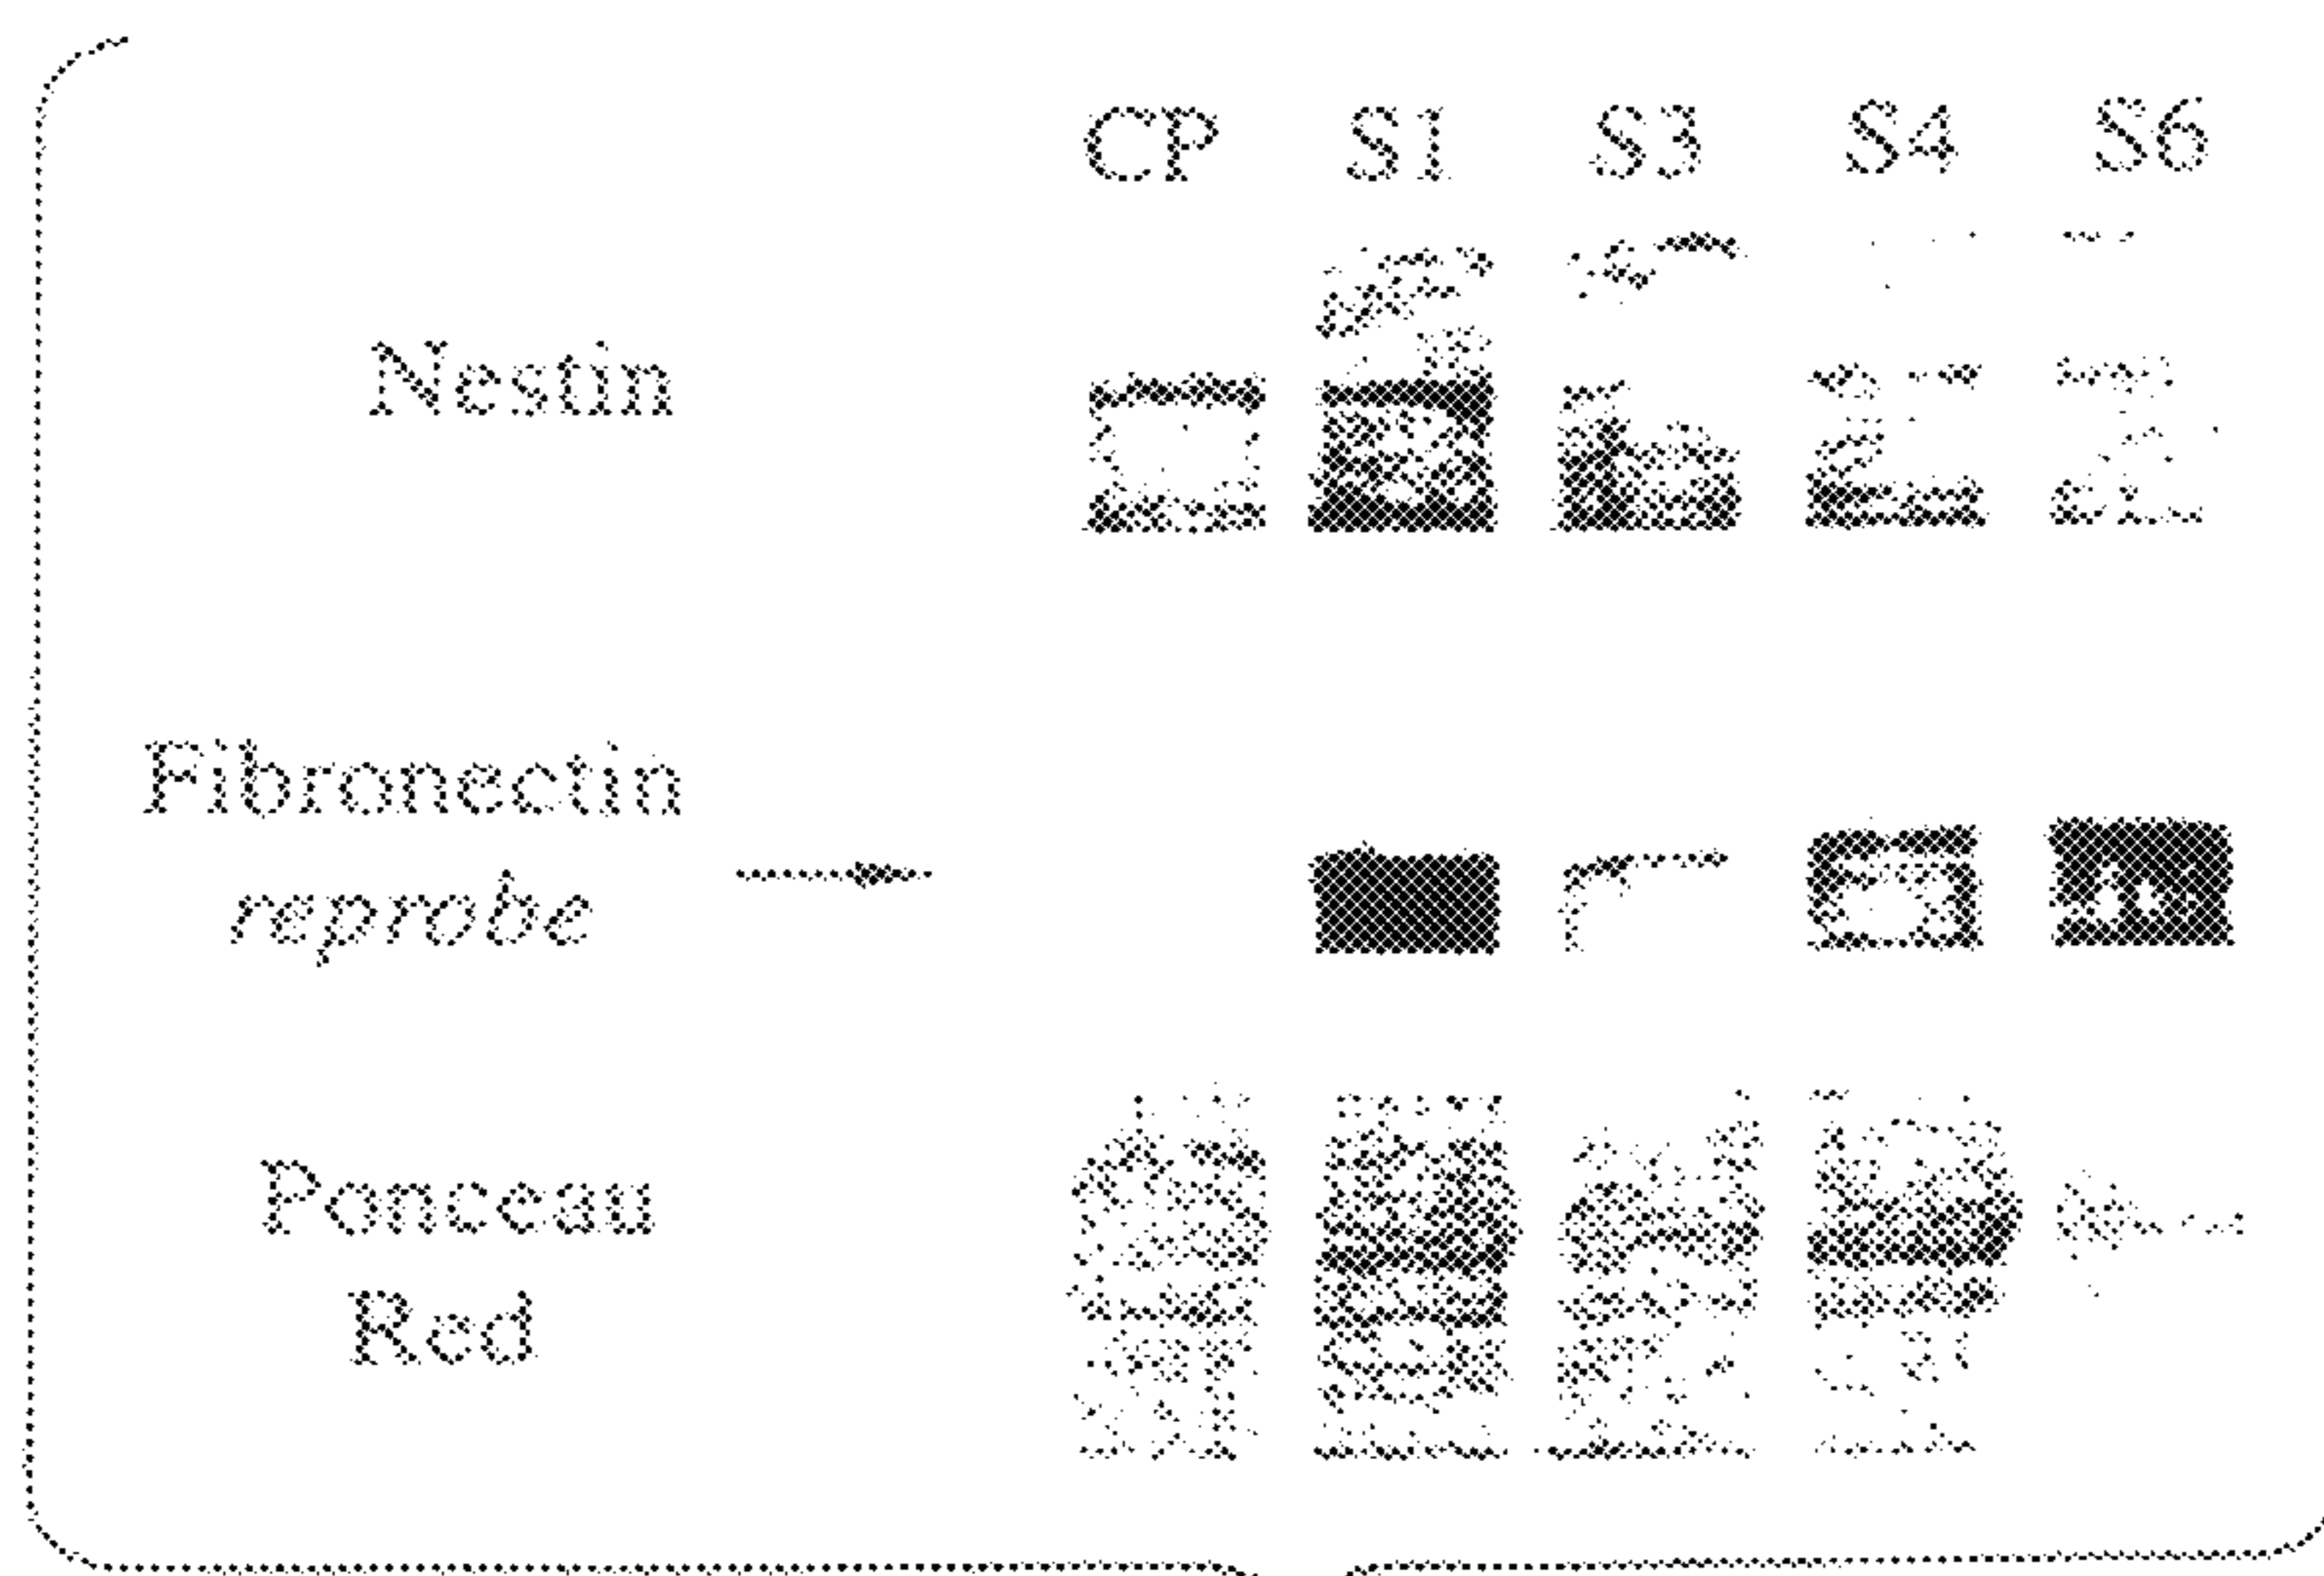 CP S1 S3 S4 S6
Nestin
Fibronectin
reprobe
Ponceau
Red